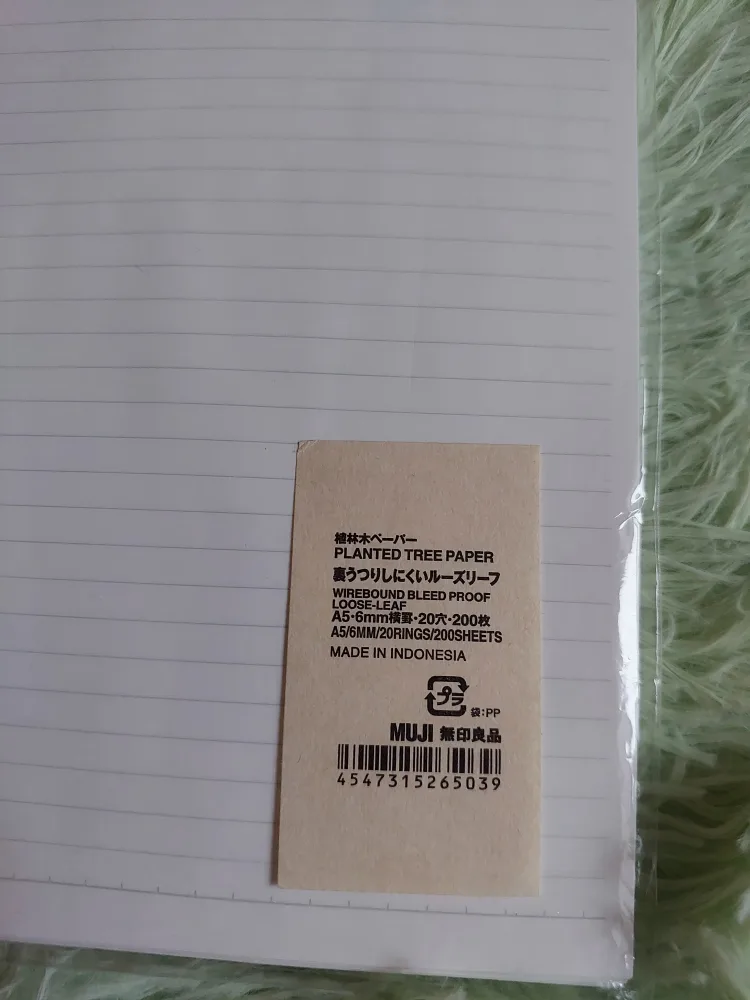 植林木ペーパー
PLANTED TREE PAPER
裏うつりしにくいルーズリーフ
WIREBOUND BLEED PROOF
LOOSE-LEAF
A5・6mm横罫・20穴・200枚
A5/6MM/20RINGS/200SHEETS
MADE IN INDONESIA
プラ
袋:PP
MUJI 無印良品
4547315265039